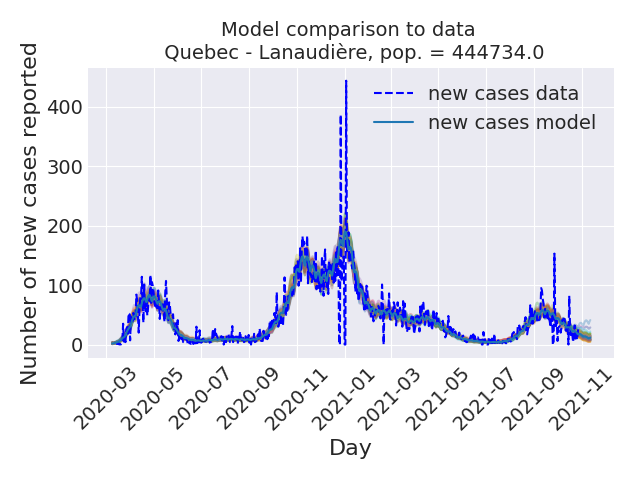 Model comparison to data
Quebec - Lanaudière, pop. = 444734.0
Number of new cases reported
400
300
200
100
0
new cases data
new cases model
2020-03
2020-05
2020-07
2020-09
2020-11
2021-01
2021-03
2021-05
2021-07
2021-09
2021-11
Day